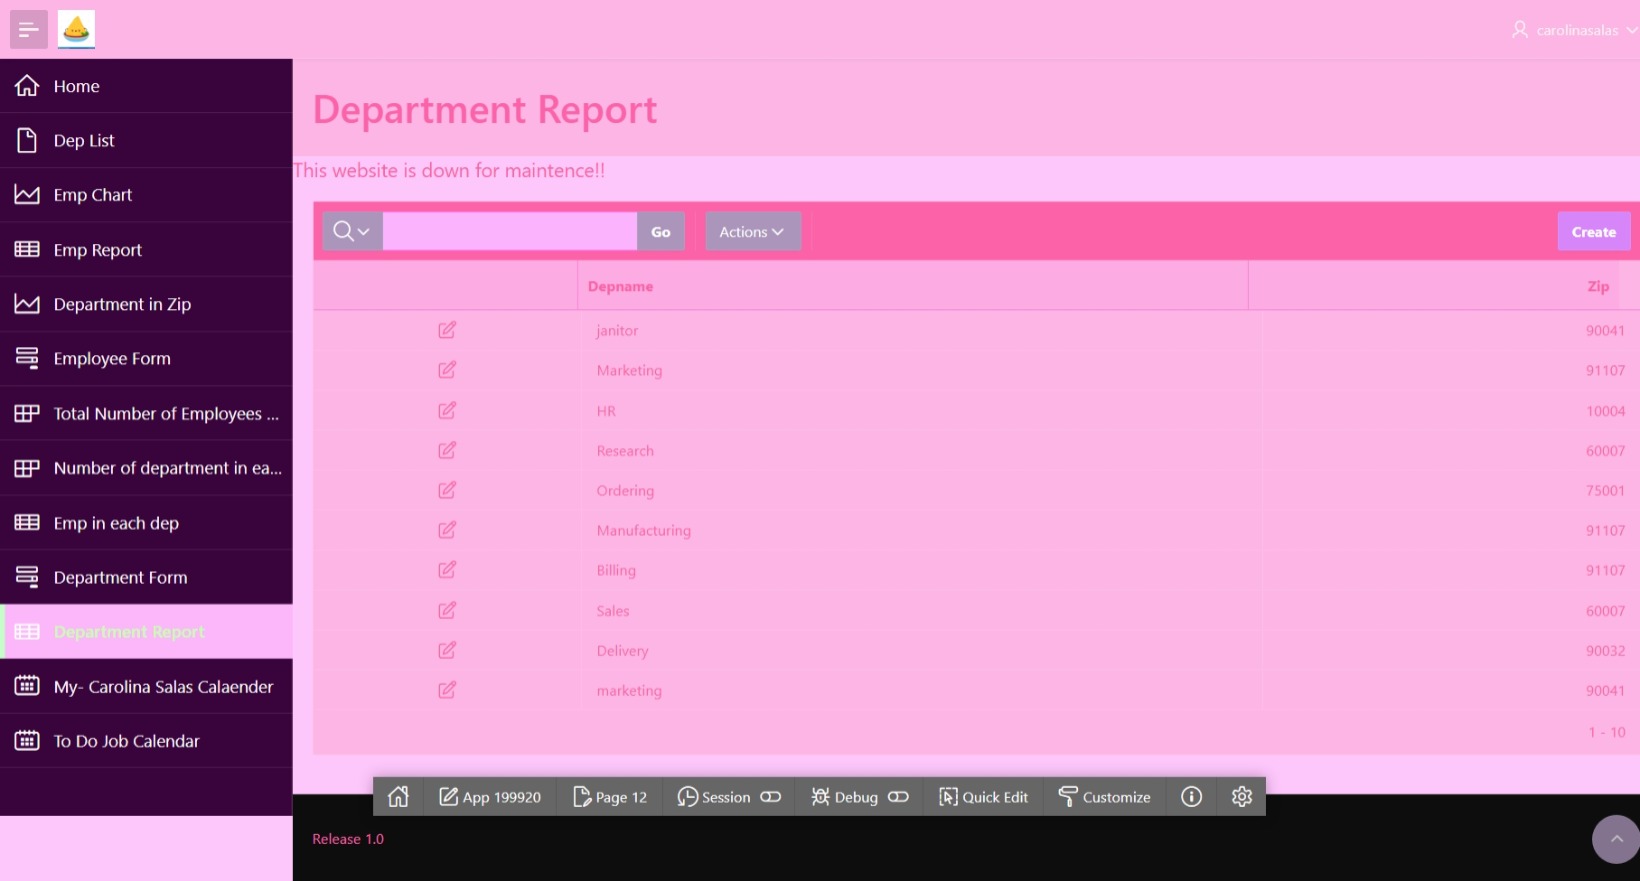 carolinasalas
Home
Dep List
Emp Chart
Emp Report
Department in Zip
Employee Form
Total Number of Employees ...
Number of department in ea...
Emp in each dep
Department Form
Department Report
My- Carolina Salas Calaender
To Do Job Calendar
Department Report
This website is down for maintence!!
Go Actions Create
Depname Zip
janitor 90041
Marketing 91107
HR 10004
Research 60007
Ordering 75001
Manufacturing 91107
Billing 91107
Sales 60007
Delivery 90032
marketing 90041
1 - 10
App 199920 Page 12 Session Debug Quick Edit Customize
Release 1.0